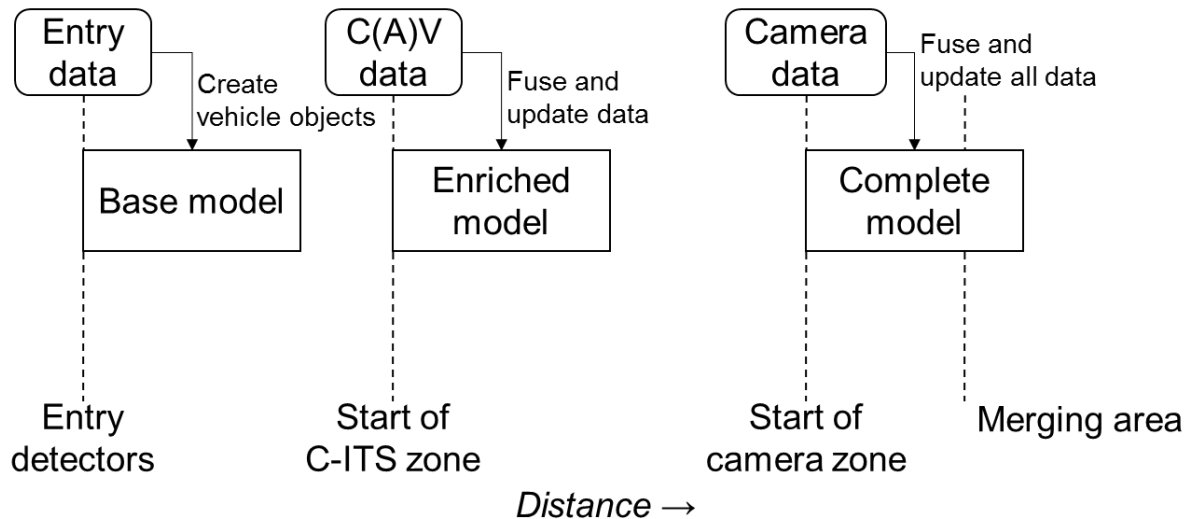 Entry
data
Create
vehicle objects
Base model
C(A)V
data
Fuse and
update data
Enriched
model
Camera
data
Fuse and
update all data
Complete
model
Entry
detectors
Start of
C-ITS zone
Start of
camera zone
Merging area
Distance →